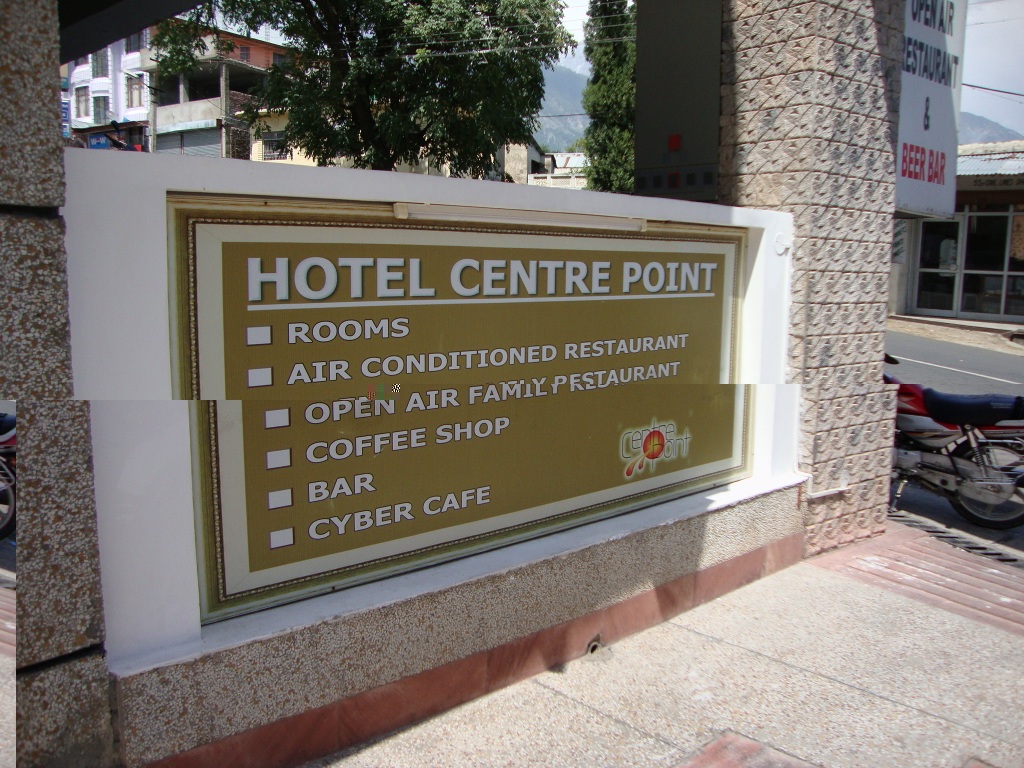 HOTEL CENTRE POINT
ROOMS
AIR CONDITIONED RESTAURANT
OPEN AIR FAMILY RESTAURANT
COFFEE SHOP
BAR
CYBER CAFE
centre
point
OPEN AIR
RESTAURANT
&
BEER BAR